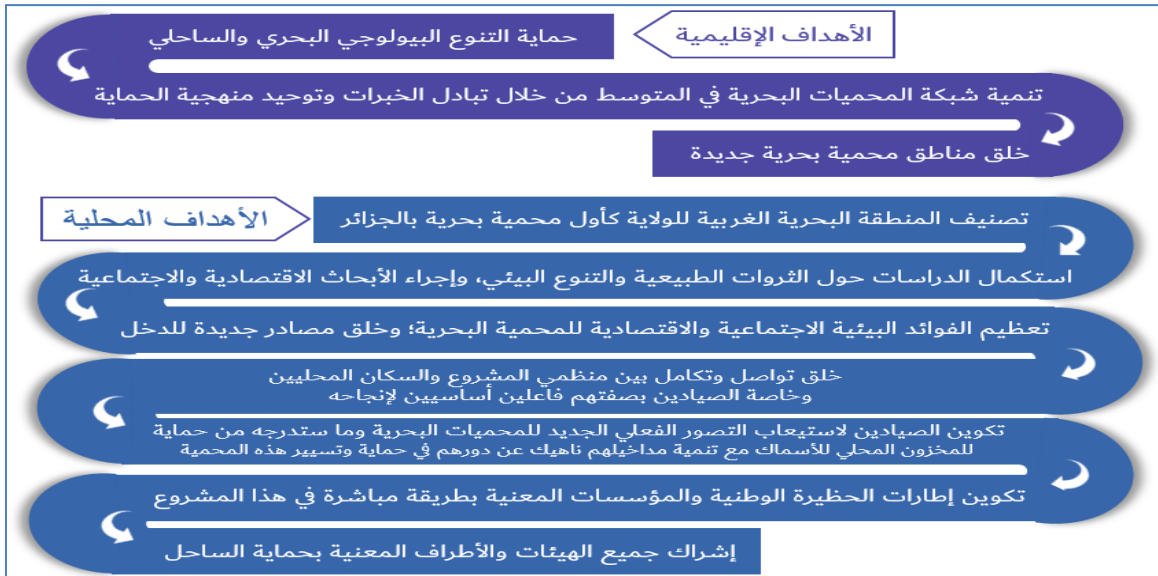 الأهداف الإقليمية
حماية التنوع البيولوجي البحري والساحلي
تنمية شبكة المحميات البحرية في المتوسط من خلال تبادل الخبرات وتوحيد منهجية الحماية
خلق مناطق محمية بحرية جديدة
الأهداف المحلية
تصنيف المنطقة البحرية الغربية للولاية كأول محمية بحرية بالجزائر
استكمال الدراسات حول الثروات الطبيعية والتنوع البيئي، وإجراء الأبحاث الاقتصادية والاجتماعية
تعظيم الفوائد البيئية الاجتماعية والاقتصادية للمحمية البحرية؛ وخلق مصادر جديدة للدخل
خلق تواصل وتكامل بين منظمي المشروع والسكان المحليين
وخاصة الصيادين بصفتهم فاعلين أساسيين لإنجاحه
تكوين الصيادين لاستيعاب التصور الفعلي الجديد للمحميات البحرية وما ستدرجه من حماية
للمخزون المحلي للأسماك مع تنمية مداخيلهم ناهيك عن دورهم في حماية وتسيير هذه المحمية
تكوين إطارات الحظيرة الوطنية والمؤسسات المعنية بطريقة مباشرة في هذا المشروع
إشراك جميع الهيئات والأطراف المعنية بحماية الساحل